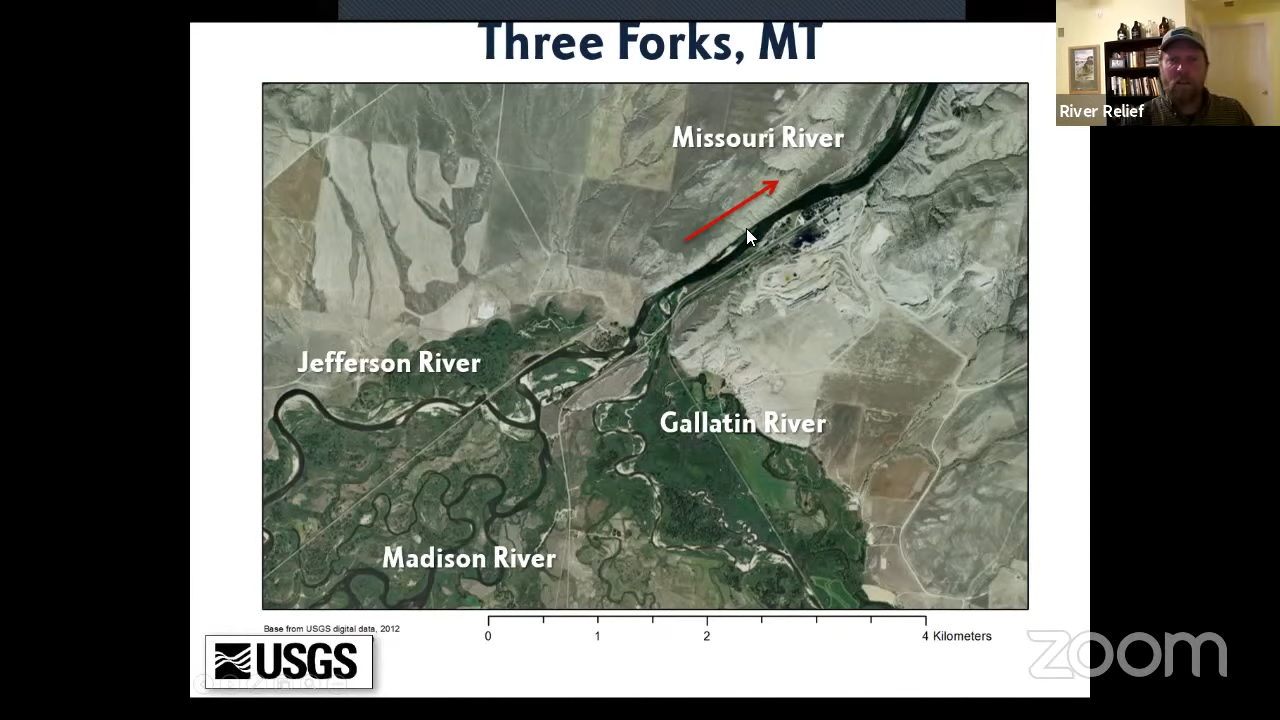 Three Forks, MT
River Relief
Missouri River
Jefferson River
Gallatin River
Madison River
Base from USGS digital data, 2012
0 1 2 4 Kilometers
USGS
zoom